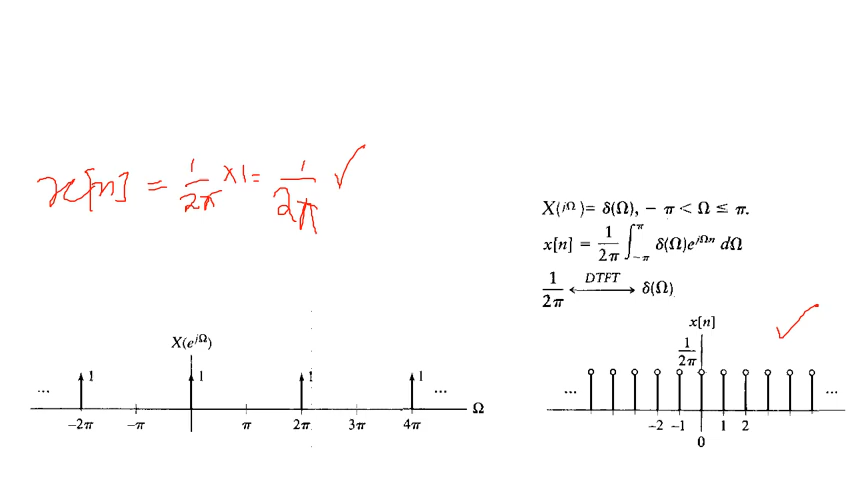 x[n] = 1/2π ×1 = 1/2π ✓
X(jΩ) = δ(Ω), − π < Ω ≤ π.
x[n] = 1/2π ∫_{−π}^{π} δ(Ω)e^{jΩn} dΩ
1/2π ←DTFT→ δ(Ω)
X(e^{jΩ})
... 1 1 1 1 ... Ω
−2π −π π 2π 3π 4π
x[n] ✓
1/2π
... ...
−2 −1 0 1 2